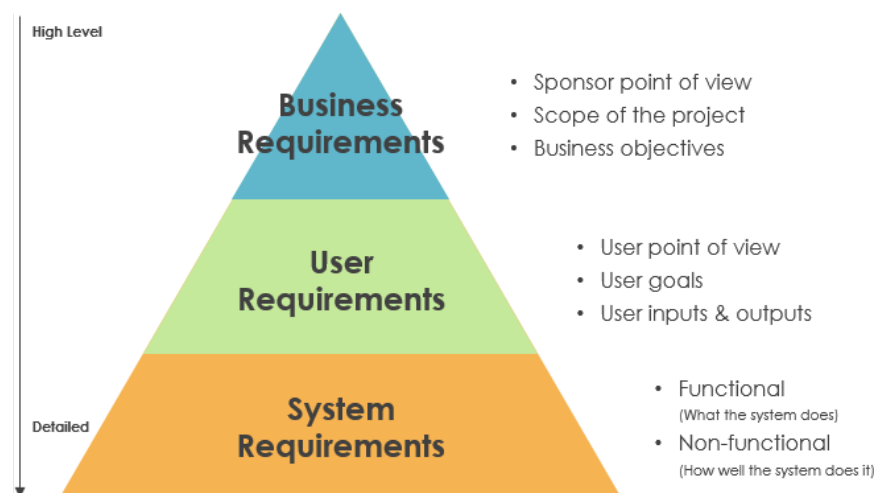 High Level
Business
Requirements
• Sponsor point of view
• Scope of the project
• Business objectives
User
Requirements
• User point of view
• User goals
• User inputs & outputs
Detailed
System
Requirements
• Functional
(What the system does)
• Non-functional
(How well the system does it)